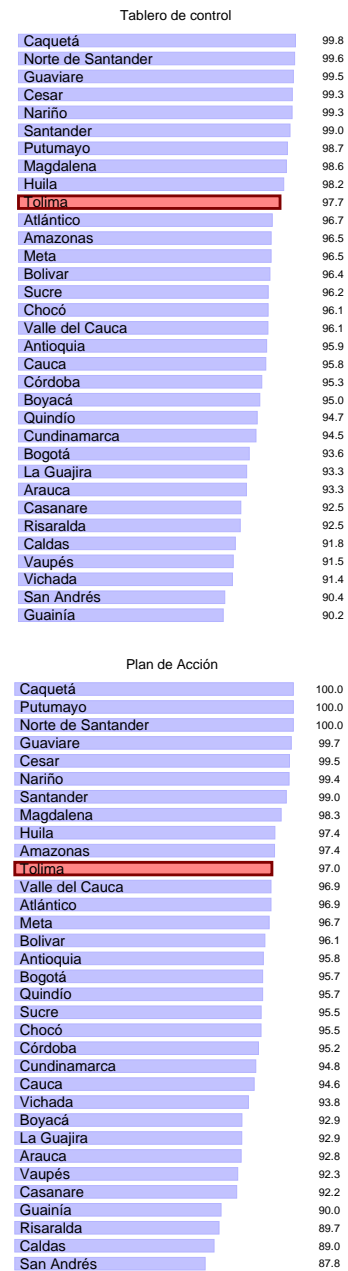 Tablero de control
Caquetá 99.8
Norte de Santander 99.6
Guaviare 99.5
Cesar 99.3
Nariño 99.3
Santander 99.0
Putumayo 98.7
Magdalena 98.6
Huila 98.2
Tolima 97.7
Atlántico 96.7
Amazonas 96.5
Meta 96.5
Bolivar 96.4
Sucre 96.2
Chocó 96.1
Valle del Cauca 96.1
Antioquia 95.9
Cauca 95.8
Córdoba 95.3
Boyacá 95.0
Quindío 94.7
Cundinamarca 94.5
Bogotá 93.6
La Guajira 93.3
Arauca 93.3
Casanare 92.5
Risaralda 92.5
Caldas 91.8
Vaupés 91.5
Vichada 91.4
San Andrés 90.4
Guainía 90.2
Plan de Acción
Caquetá 100.0
Putumayo 100.0
Norte de Santander 100.0
Guaviare 99.7
Cesar 99.5
Nariño 99.4
Santander 99.0
Magdalena 98.3
Huila 97.4
Amazonas 97.4
Tolima 97.0
Valle del Cauca 96.9
Atlántico 96.9
Meta 96.7
Bolivar 96.1
Antioquia 95.8
Bogotá 95.7
Quindío 95.7
Sucre 95.5
Chocó 95.5
Córdoba 95.2
Cundinamarca 94.8
Cauca 94.6
Vichada 93.8
Boyacá 92.9
La Guajira 92.9
Arauca 92.8
Vaupés 92.3
Casanare 92.2
Guainía 90.0
Risaralda 89.7
Caldas 89.0
San Andrés 87.8